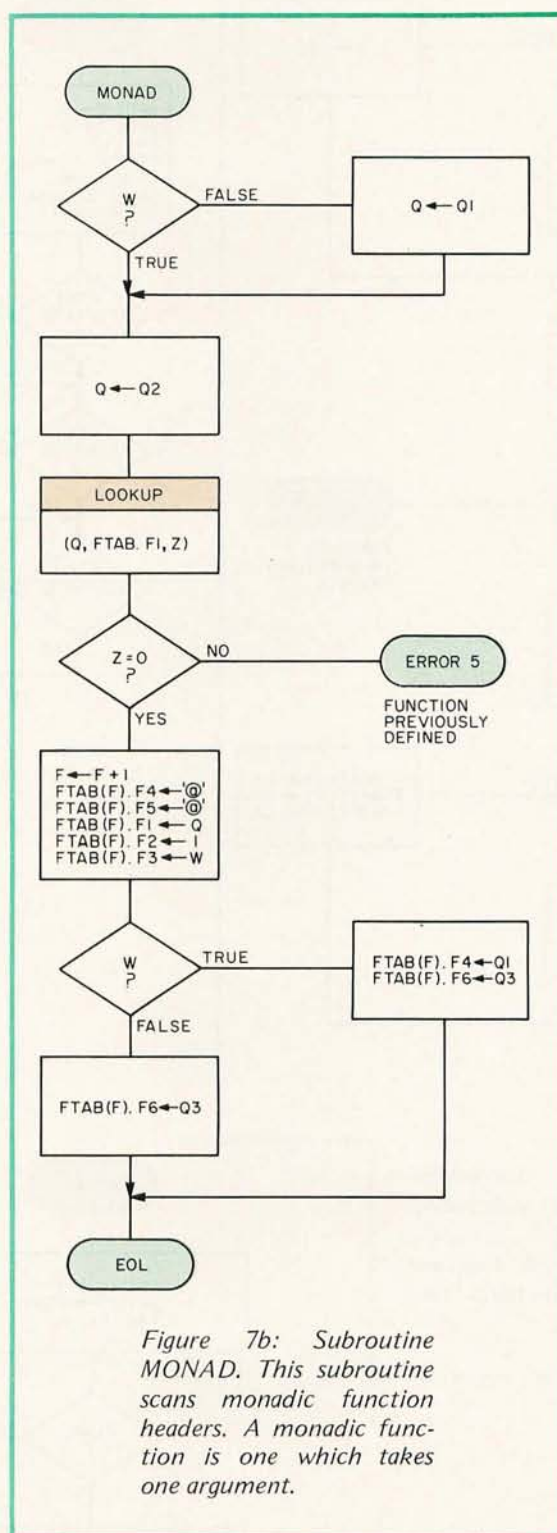 MONAD
W
?
FALSE
Q ← Q1
TRUE
Q ← Q2
LOOKUP
(Q, FTAB. F1, Z)
Z = 0
?
NO
ERROR 5
FUNCTION
PREVIOUSLY
DEFINED
YES
F ← F + 1
FTAB(F). F4 ← '@'
FTAB(F). F5 ← '@'
FTAB(F). F1 ← Q
FTAB(F). F2 ← 1
FTAB(F). F3 ← W
W
?
TRUE
FTAB(F). F4 ← Q1
FTAB(F). F6 ← Q3
FALSE
FTAB(F). F6 ← Q3
EOL
Figure 7b: Subroutine
MONAD. This subroutine
scans monadic function
headers. A monadic func-
tion is one which takes
one argument.